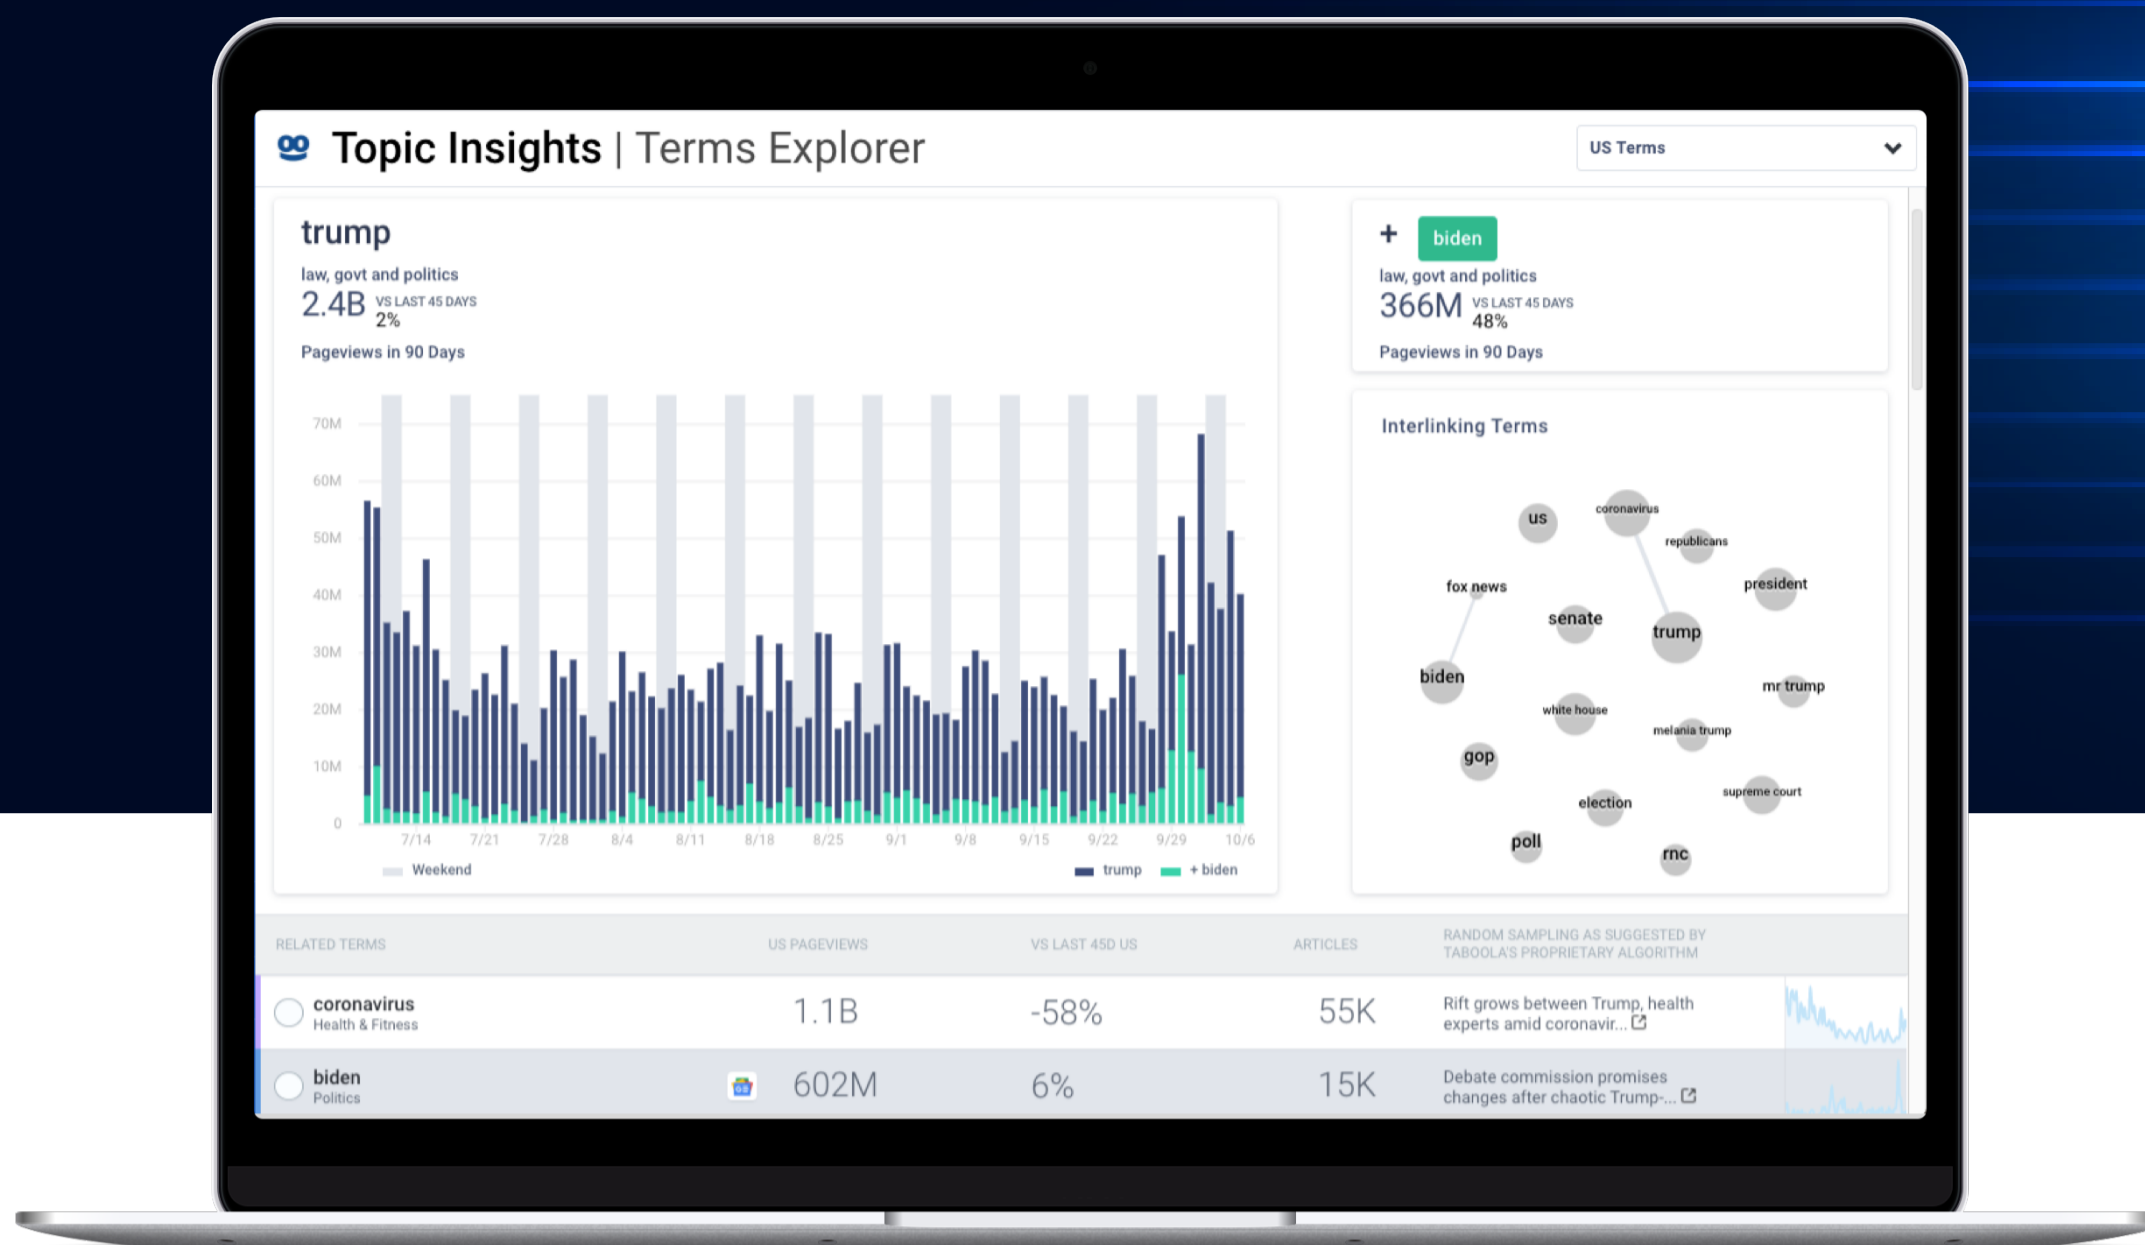 Topic Insights | Terms Explorer
US Terms
trump
law, govt and politics
2.4B
VS LAST 45 DAYS
2%
Pageviews in 90 Days
+ biden
law, govt and politics
366M
VS LAST 45 DAYS
48%
Pageviews in 90 Days
70M
60M
50M
40M
30M
20M
10M
0
7/14 7/21 7/28 8/4 8/11 8/18 8/25 9/1 9/8 9/15 9/22 9/29 10/6
Weekend
trump
+ biden
Interlinking Terms
coronavirus
us
republicans
president
fox news
senate
trump
biden
mr trump
white house
melania trump
gop
supreme court
election
poll
rnc
RELATED TERMS
US PAGEVIEWS
VS LAST 45D US
ARTICLES
RANDOM SAMPLING AS SUGGESTED BY
TABOOLA'S PROPRIETARY ALGORITHM
coronavirus
Health & Fitness
1.1B
-58%
55K
Rift grows between Trump, health
experts amid coronavir...
biden
Politics
602M
6%
15K
Debate commission promises
changes after chaotic Trump-...